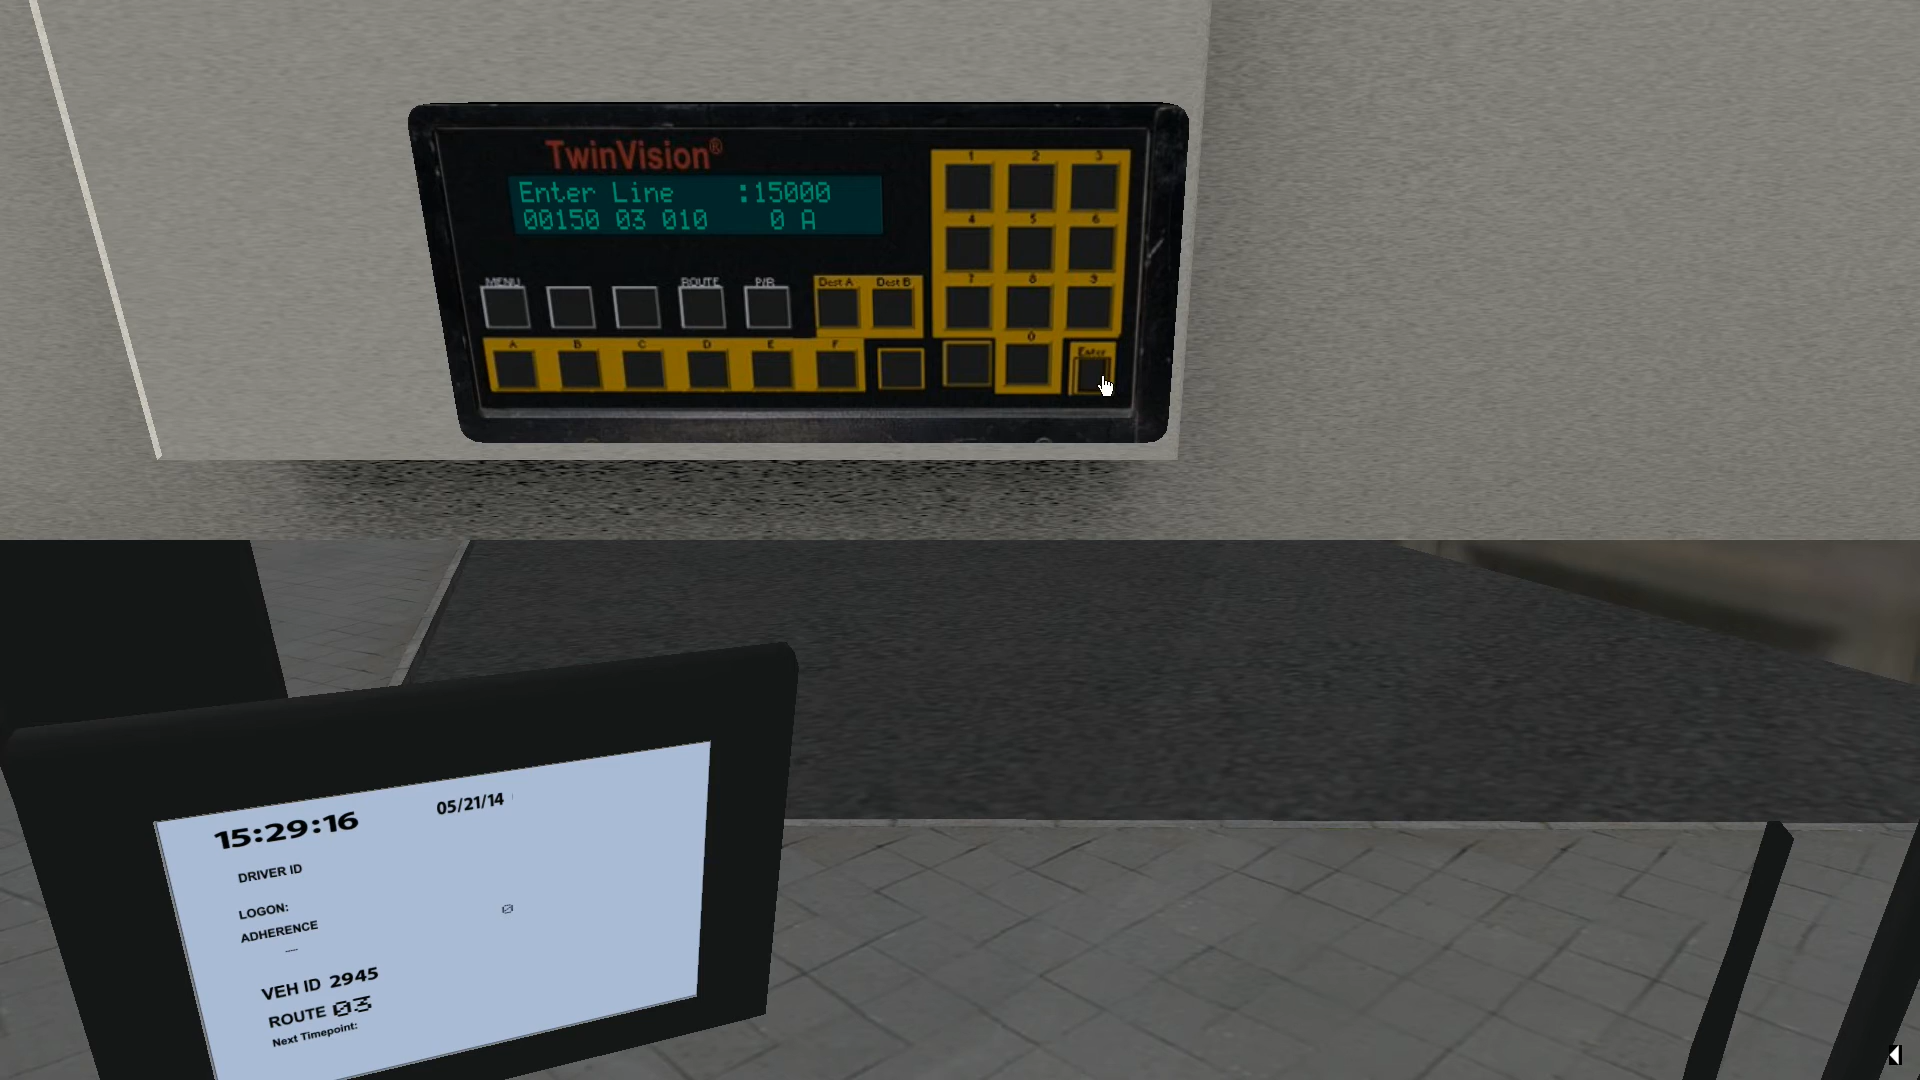 TwinVision®
Enter Line :15000
00150 03 010 0 A
1 2 3
4 5 6
7 8 9
MENU ROUTE P/R Dest A Dest B
A B C D E F 0 Enter
15:29:16 05/21/14
DRIVER ID
LOGON:
0
ADHERENCE
---
VEH ID 2945
ROUTE 03
Next Timepoint: